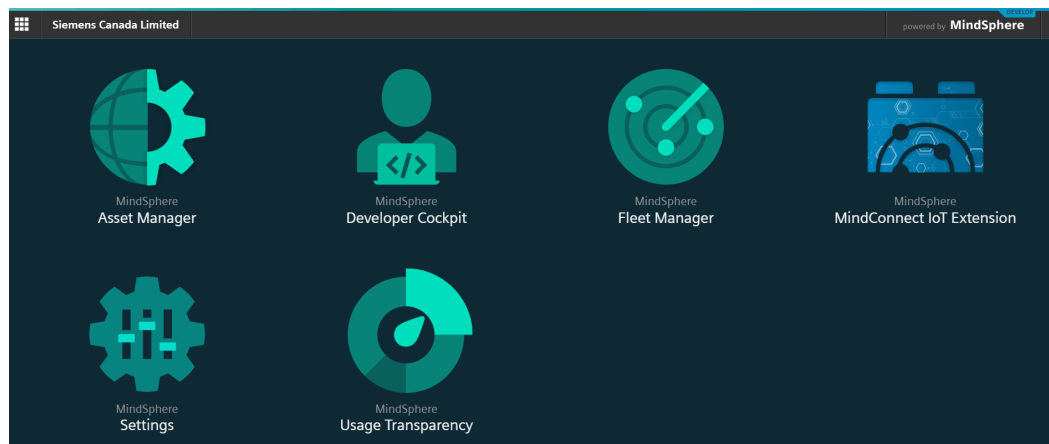 Siemens Canada Limited
DEVELOP
powered by MindSphere
MindSphere
Asset Manager
MindSphere
Developer Cockpit
</>
MindSphere
Fleet Manager
MindSphere
MindConnect IoT Extension
MindSphere
Settings
MindSphere
Usage Transparency